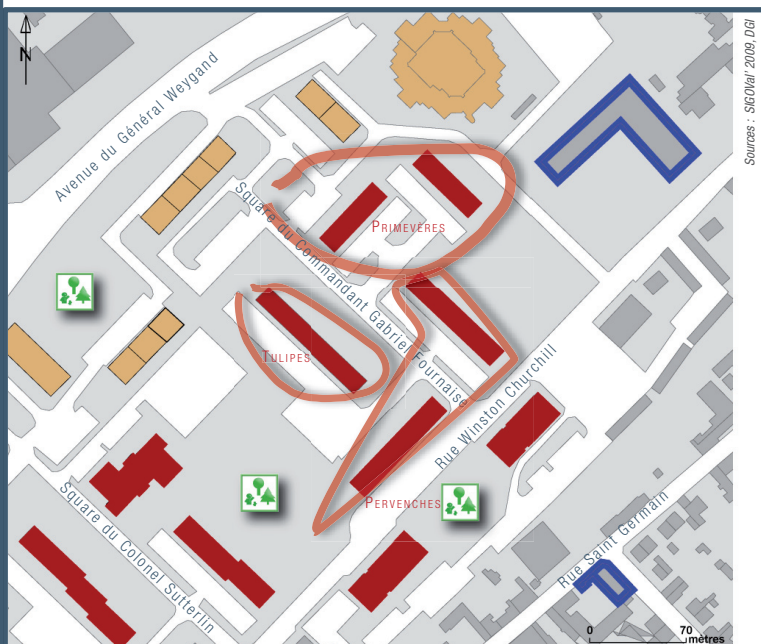 N
Sources : SIGOVal' 2009, DGI
Avenue du Général Weygand
Square du Commandant Gabriel Fournaise
PRIMEVÈRES
TULIPES
Rue Winston Churchill
PERVENCHES
Square du Colonel Sutterlin
Rue Saint Germain
0 70
mètres